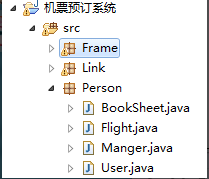 机票预订系统
src
Frame
Link
Person
BookSheet.java
Flight.java
Manger.java
User.java